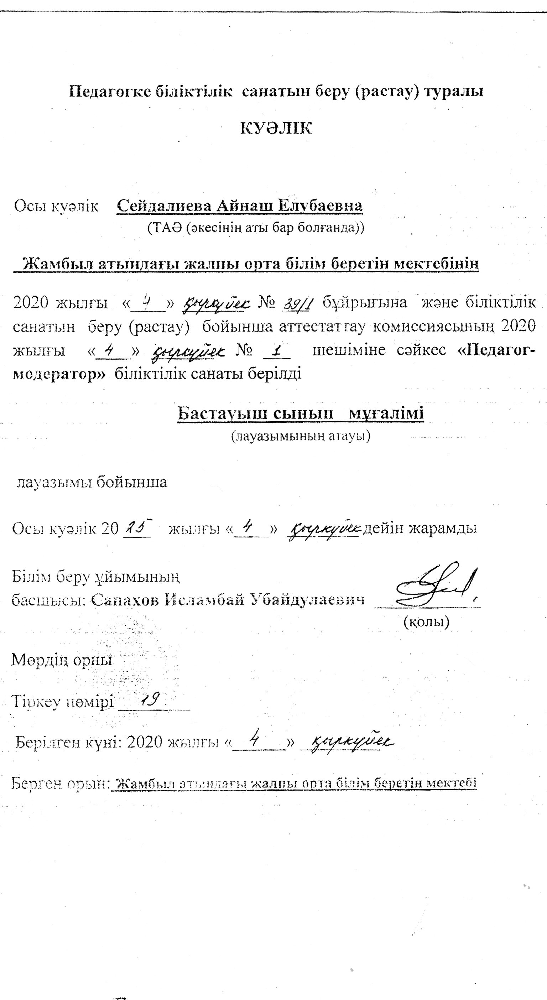 Педагогке біліктілік санатын беру (растау) туралы
КУӘЛІК
Осы куәлік Сейдалиева Айнаш Елубаевна
(ТАӘ (әкесінің аты бар болғанда))
Жамбыл атындағы жалпы орта білім беретін мектебінің
2020 жылғы « 4 » қыркүйек № 39/1 бұйрығына және біліктілік
санатын беру (растау) бойынша аттестаттау комиссиясының 2020
жылғы « 4 » қыркүйек № 1 шешіміне сәйкес «Педагог-
модератор» біліктілік санаты берілді
Бастауыш сынып мұғалімі
(лауазымының атауы)
лауазымы бойынша
Осы куәлік 20 25 жылғы « 4 » қыркүйек дейін жарамды
Білім беру ұйымының
басшысы: Сапахов Исламбай Убайдулаевич
(қолы)
Мөрдің орны
Тіркеу нөмірі 19
Берілген күні: 2020 жылғы « 4 » қыркүйек
Берген орын: Жамбыл атындағы жалпы орта білім беретін мектебі